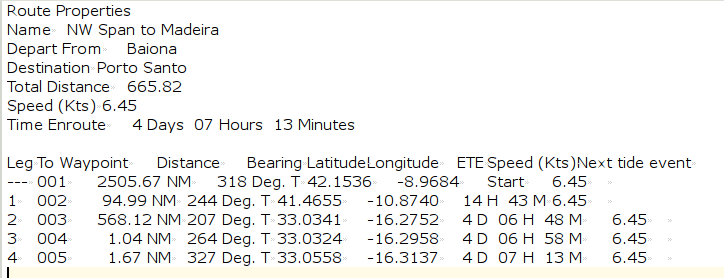 Route Properties
Name NW Span to Madeira
Depart From Baiona
Destination Porto Santo
Total Distance 665.82
Speed (Kts) 6.45
Time Enroute 4 Days 07 Hours 13 Minutes
Leg To Waypoint Distance Bearing Latitude Longitude ETE Speed (Kts) Next tide event
--- 001 2505.67 NM 318 Deg. T 42.1536 -8.9684 Start 6.45
1 002 94.99 NM 244 Deg. T 41.4655 -10.8740 14 H 43 M 6.45
2 003 568.12 NM 207 Deg. T 33.0341 -16.2752 4 D 06 H 48 M 6.45
3 004 1.04 NM 264 Deg. T 33.0324 -16.2958 4 D 06 H 58 M 6.45
4 005 1.67 NM 327 Deg. T 33.0558 -16.3137 4 D 07 H 13 M 6.45